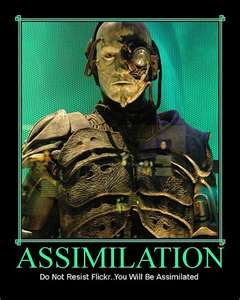 ASSIMILATION
Do Not Resist Flickr..You Will Be Assimilated